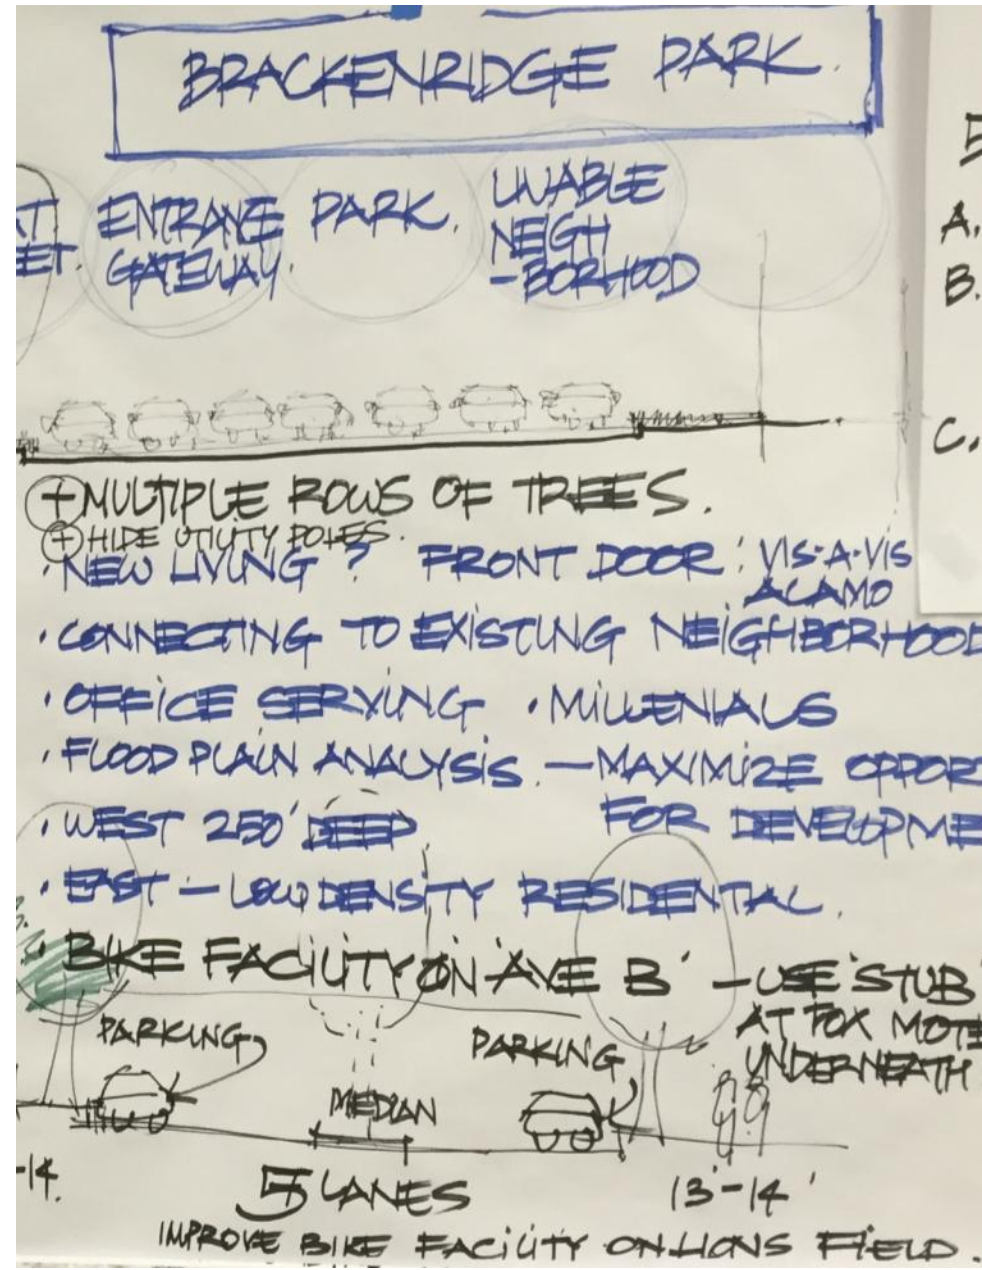 BRACKENRIDGE PARK.
ENTRANCE PARK. LIVABLE
GATEWAY. NEIGH
-BORHOOD
+ MULTIPLE ROWS OF TREES.
+ HIDE UTILITY POLES.
· NEW LIVING ? FRONT DOOR : VIS-A-VIS
ALAMO
· CONNECTING TO EXISTING NEIGHBORHOOD
· OFFICE SERVING · MILLENIALS
· FLOOD PLAIN ANALYSIS. — MAXIMIZE OPPOR
· WEST 250' DEEP FOR DEVELOPME
· EAST — LOW DENSITY RESIDENTAL.
· BIKE FACILITY ON 'AVE B' — USE 'STUB'
AT FOX MOTE
UNDERNEATH
PARKING PARKING
MEDIAN
-14.
5 LANES 13'-14'
IMPROVE BIKE FACILITY ON LIONS FIELD.
A.
B.
C.